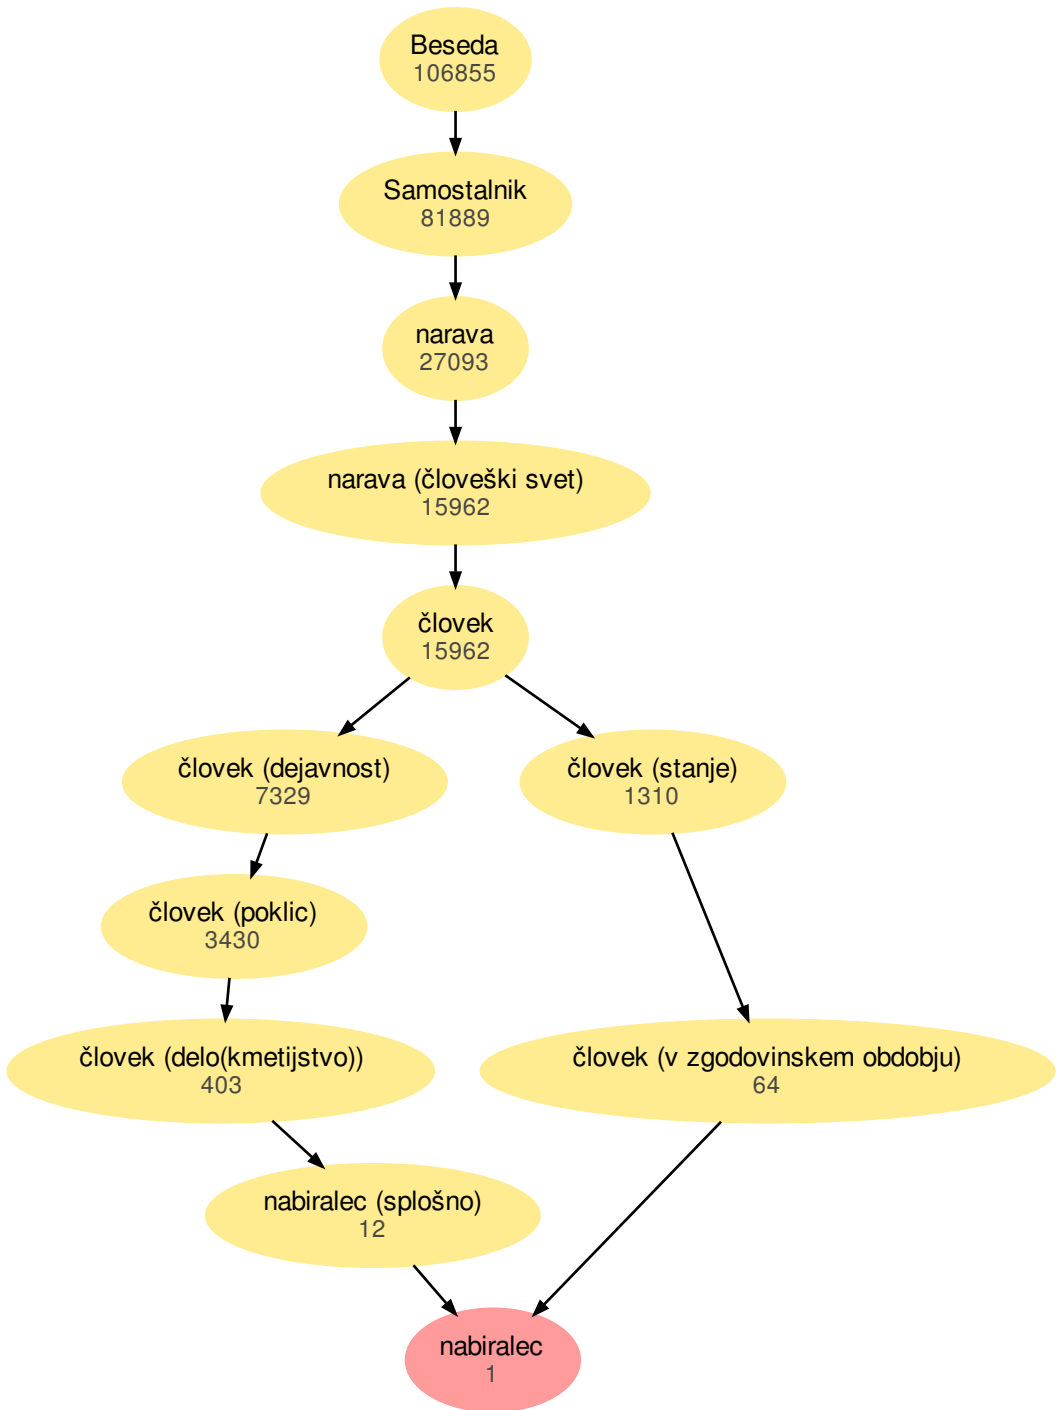 Beseda
106855
Samostalnik
81889
narava
27093
narava (človeški svet)
15962
človek
15962
človek (dejavnost)
7329
človek (stanje)
1310
človek (poklic)
3430
človek (delo(kmetijstvo))
403
človek (v zgodovinskem obdobju)
64
nabiralec (splošno)
12
nabiralec
1